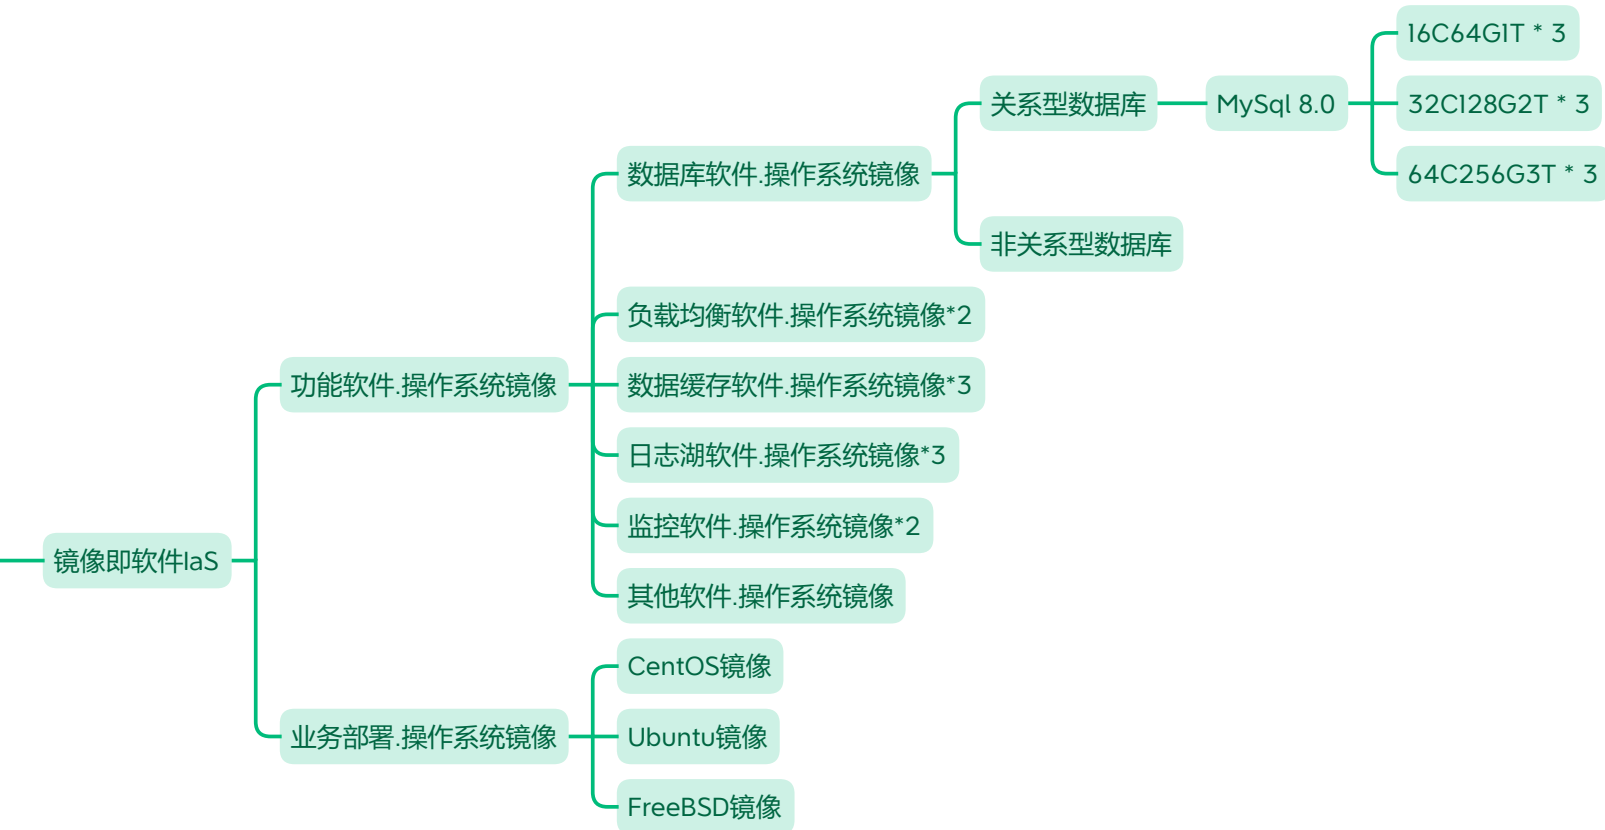 16C64G1T * 3
关系型数据库
MySql 8.0
32C128G2T * 3
数据库软件.操作系统镜像
64C256G3T * 3
非关系型数据库
负载均衡软件.操作系统镜像*2
功能软件.操作系统镜像
数据缓存软件.操作系统镜像*3
日志湖软件.操作系统镜像*3
监控软件.操作系统镜像*2
镜像即软件IaS
其他软件.操作系统镜像
CentOS镜像
业务部署.操作系统镜像
Ubuntu镜像
FreeBSD镜像